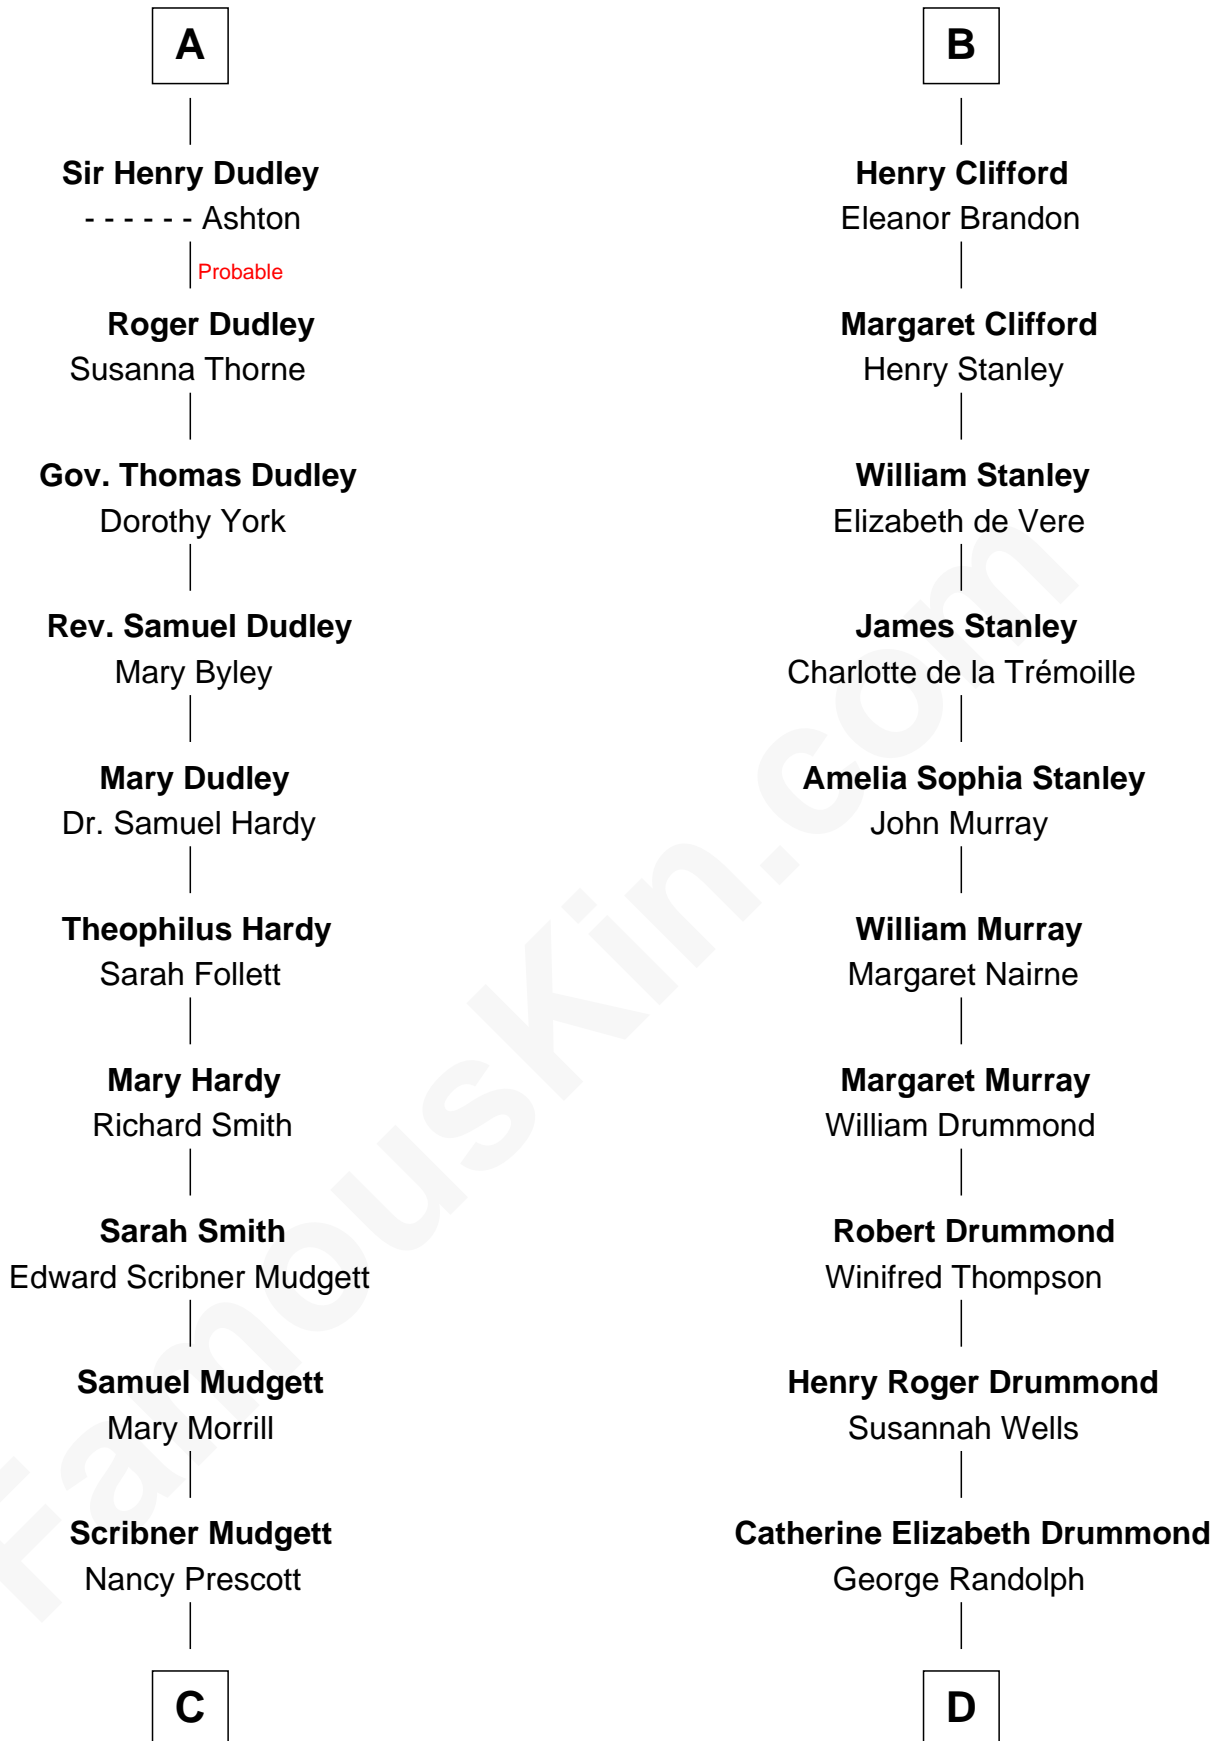 A
Sir Henry Dudley
- - - - - - Ashton
Probable
Roger Dudley
Susanna Thorne
Gov. Thomas Dudley
Dorothy York
Rev. Samuel Dudley
Mary Byley
Mary Dudley
Dr. Samuel Hardy
Theophilus Hardy
Sarah Follett
Mary Hardy
Richard Smith
Sarah Smith
Edward Scribner Mudgett
Samuel Mudgett
Mary Morrill
Scribner Mudgett
Nancy Prescott
C
B
Henry Clifford
Eleanor Brandon
Margaret Clifford
Henry Stanley
William Stanley
Elizabeth de Vere
James Stanley
Charlotte de la Trémoille
Amelia Sophia Stanley
John Murray
William Murray
Margaret Nairne
Margaret Murray
William Drummond
Robert Drummond
Winifred Thompson
Henry Roger Drummond
Susannah Wells
Catherine Elizabeth Drummond
George Randolph
D
FamousKin.com